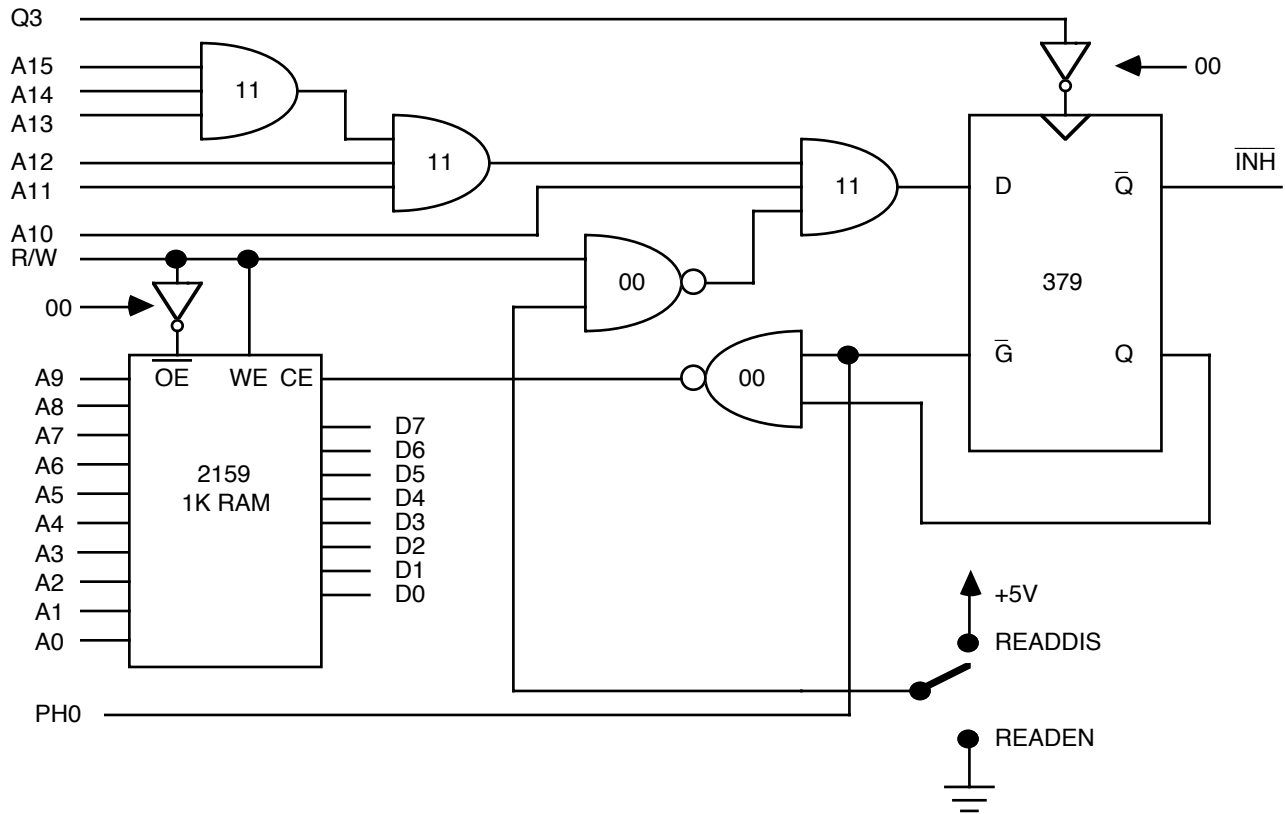 Q3
A15
A14
A13
11
00
A12
A11
11
11
INH
D
Q
A10
R/W
00
00
379
OE
WE
CE
00
G
Q
A9
A8
A7
A6
A5
A4
A3
A2
A1
A0
2159
1K RAM
D7
D6
D5
D4
D3
D2
D1
D0
+5V
READDIS
PH0
READEN